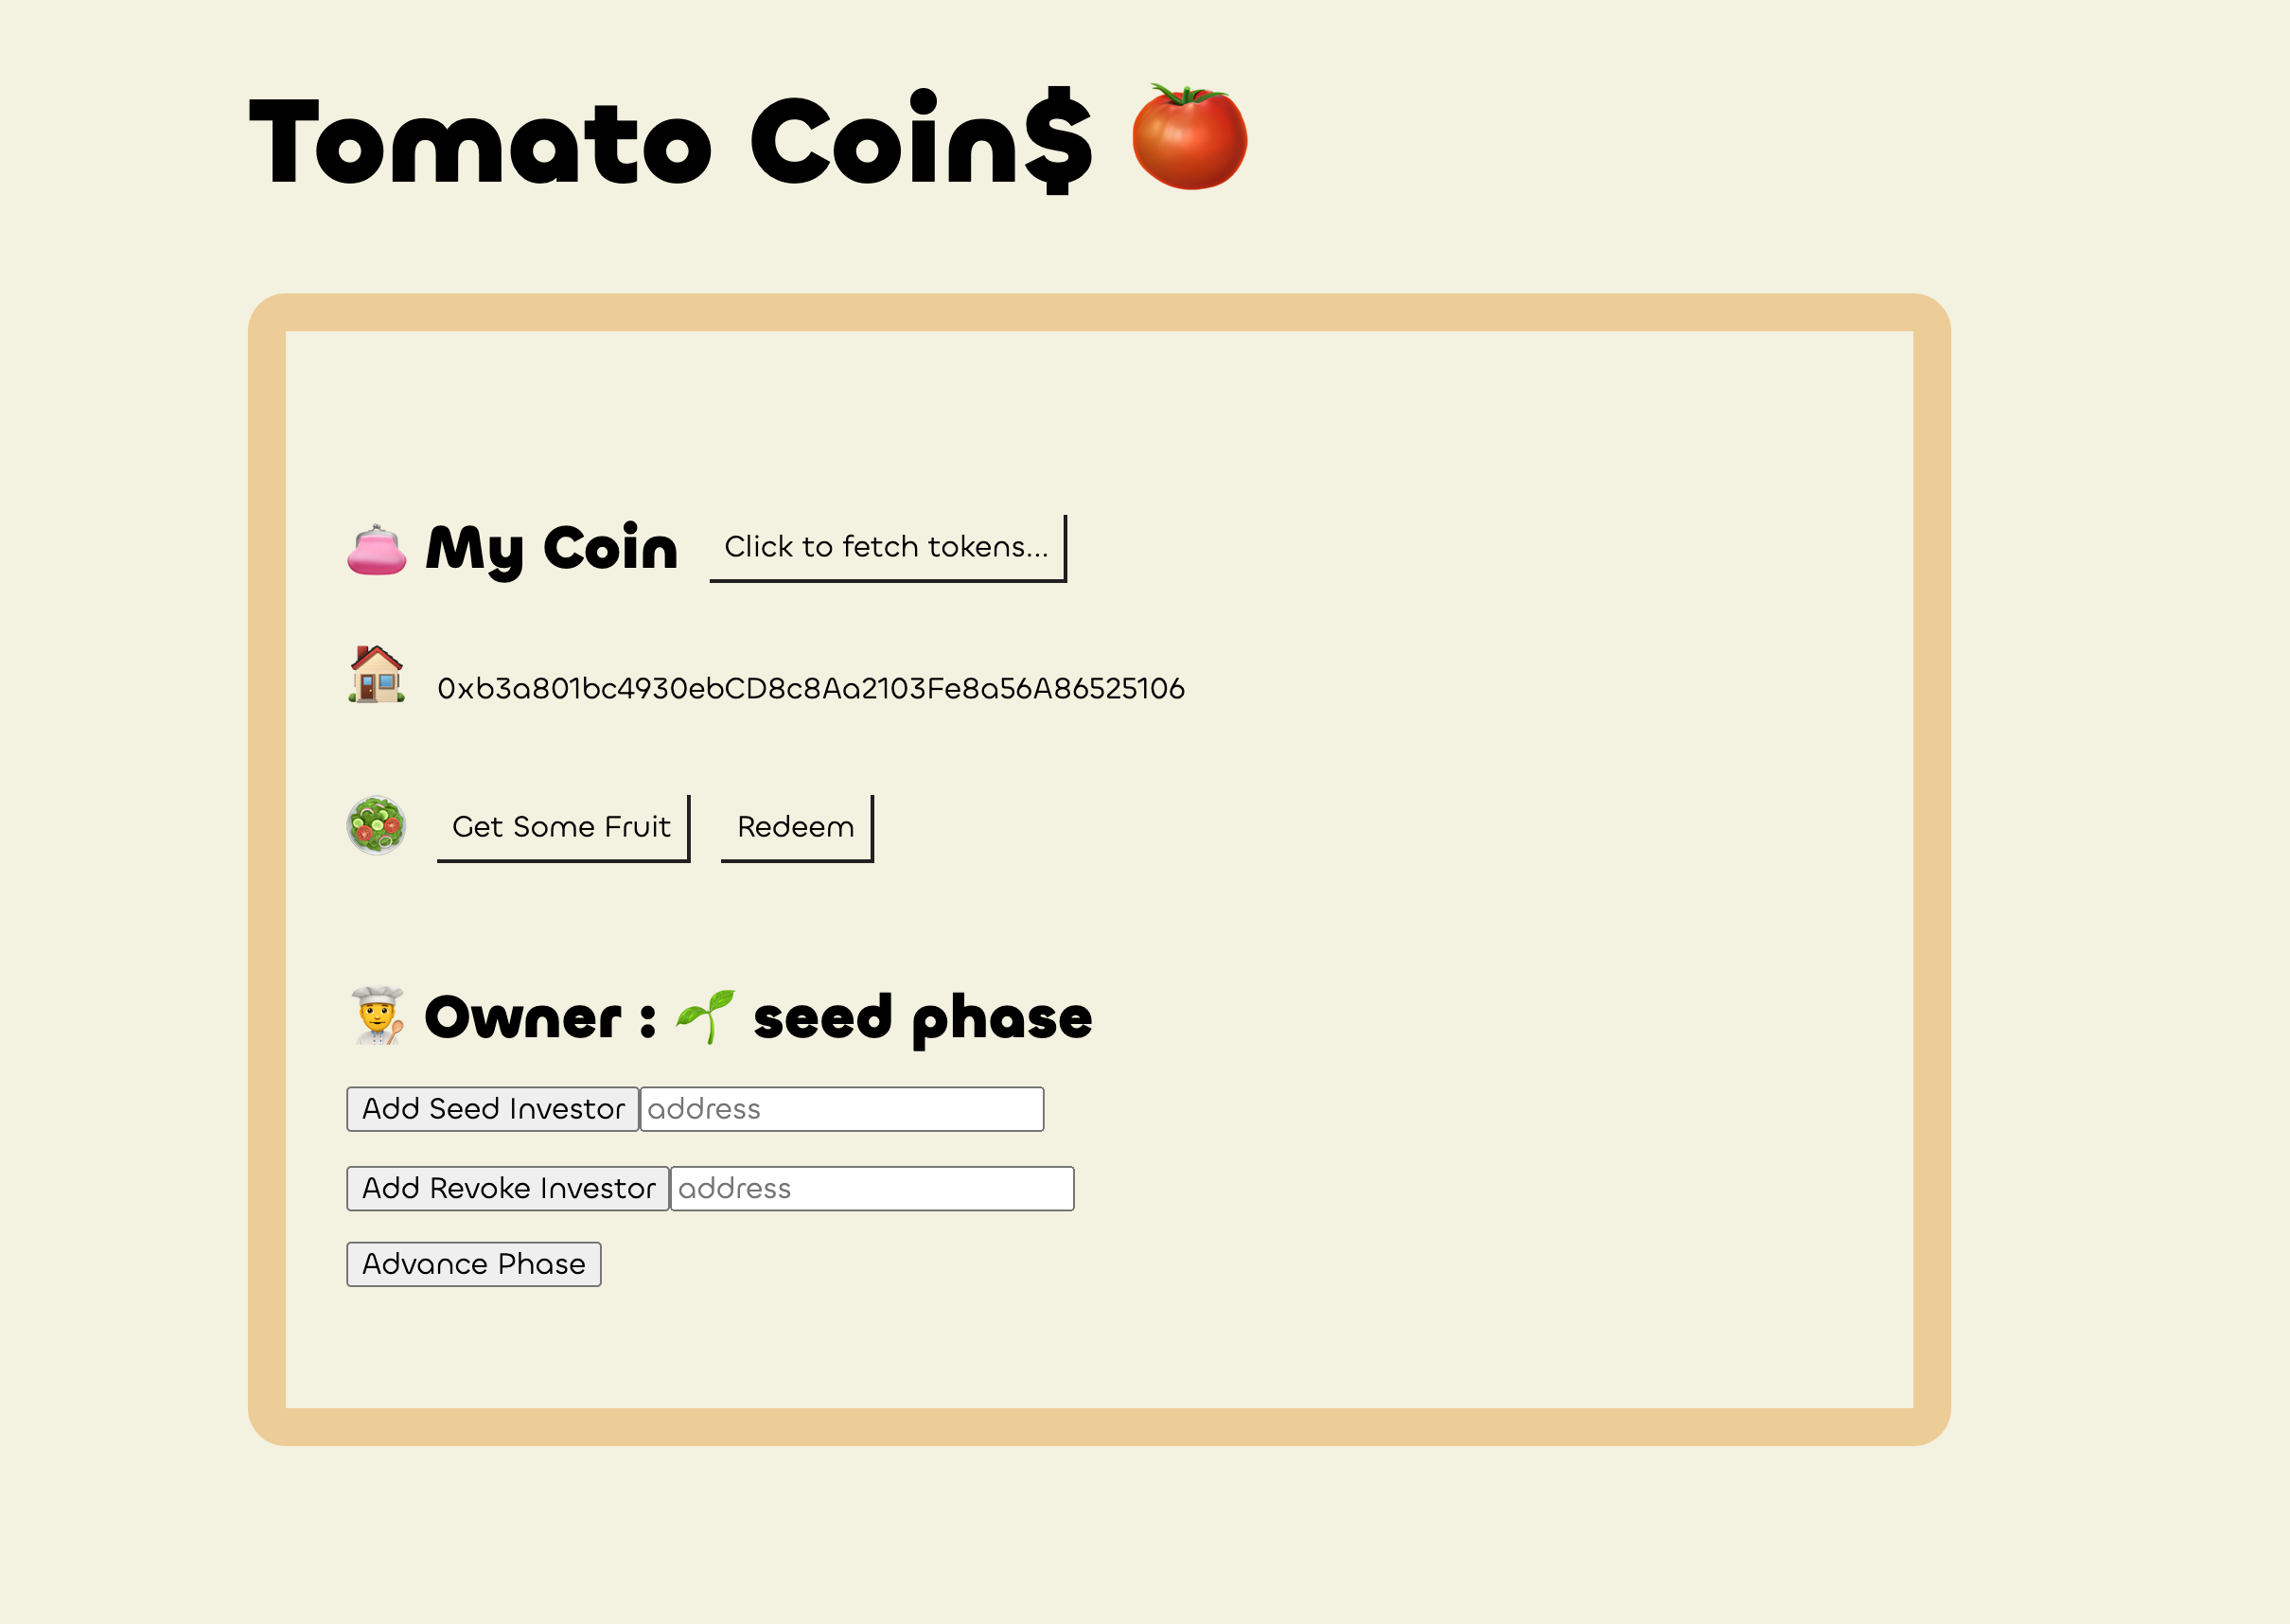 Tomato Coin$ 🍅
👛 My Coin Click to fetch tokens...
🏠 0xb3a801bc4930ebCD8c8Aa2103Fe8a56A86525106
🥗 Get Some Fruit Redeem
👨‍🍳 Owner : 🌱 seed phase
Add Seed Investor address
Add Revoke Investor address
Advance Phase